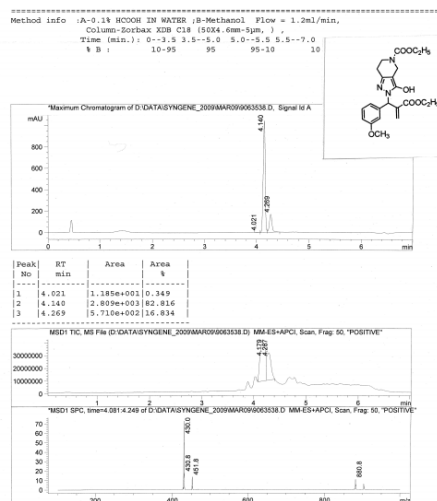 Method info :A-0.1% HCOOH IN WATER ;B-Methanol Flow = 1.2ml/min,
Column-Zorbax XDB C18 (50X4.6mm-5µm, ) ,
Time (min.): 0--3.5 3.5--5.0 5.0--5.5 5.5--7.0
% B : 10-95 95 95-10 10
COOC2H5
N
N
N
OH
COOC2H5
OCH3
"Maximum Chromatogram of D:\DATA\SYNGENE_2009\MAR09\9063538.D, Signal Id A
mAU
800
600
400
200
0
4.021
4.140
4.269
0 1 2 3 4 5 6 min
|Peak| RT | Area | Area |
| No | min | | % |
|1 |4.021 |1.185e+001|0.349
|2 |4.140 |2.809e+003|82.816
|3 |4.269 |5.710e+002|16.834
"MSD1 TIC, MS File (D:\DATA\SYNGENE_2009\MAR09\9063538.D) MM-ES+APCI, Scan, Frag: 50, "POSITIVE"
30000000
20000000
10000000
0
4.179
4.287
1 2 3 4 5 6 min
"MSD1 SPC, time=4.081:4.249 of D:\DATA\SYNGENE_2009\MAR09\9063538.D MM-ES+APCI, Scan, Frag: 50, "POSITIVE"
70
60
50
40
30
20
10
0
430.0
430.8
451.8
880.8
200 400 600 800 min